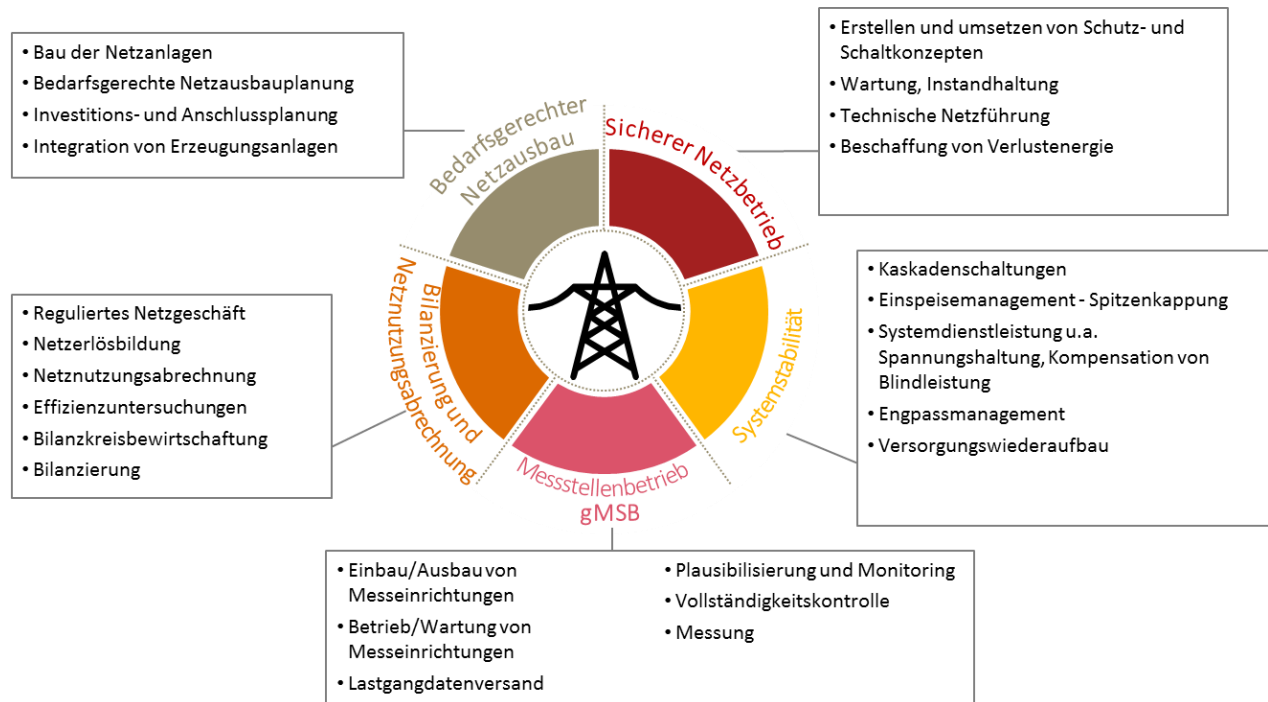 • Bau der Netzanlagen
• Bedarfsgerechte Netzausbauplanung
• Investitions- und Anschlussplanung
• Integration von Erzeugungsanlagen
• Erstellen und umsetzen von Schutz- und
Schaltkonzepten
• Wartung, Instandhaltung
• Technische Netzführung
• Beschaffung von Verlustenergie
Bedarfsgerechter
Netzausbau
Sicherer Netzbetrieb
• Reguliertes Netzgeschäft
• Netzerlösbildung
• Netznutzungsabrechnung
• Effizienzuntersuchungen
• Bilanzkreisbewirtschaftung
• Bilanzierung
Bilanzierung und
Netznutzungsabrechnung
Systemstabilität
• Kaskadenschaltungen
• Einspeisemanagement - Spitzenkappung
• Systemdienstleistung u.a.
Spannungshaltung, Kompensation von
Blindleistung
• Engpassmanagement
• Versorgungswiederaufbau
Messstellenbetrieb
gMSB
• Einbau/Ausbau von
Messeinrichtungen
• Betrieb/Wartung von
Messeinrichtungen
• Lastgangdatenversand
• Plausibilisierung und Monitoring
• Vollständigkeitskontrolle
• Messung